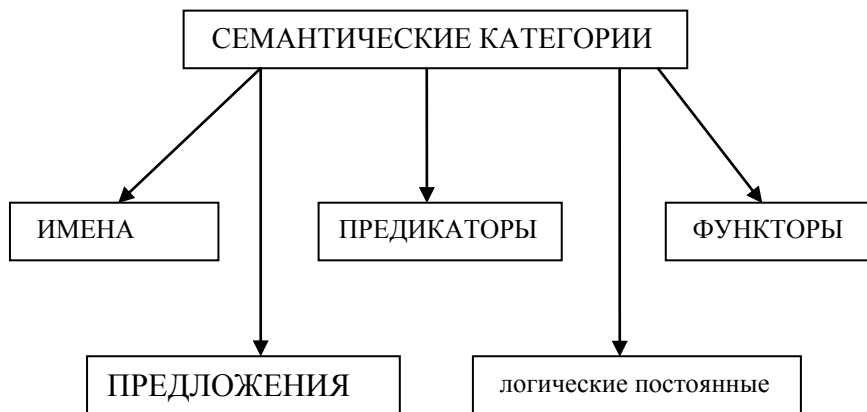 СЕМАНТИЧЕСКИЕ КАТЕГОРИИ
ИМЕНА
ПРЕДИКАТОРЫ
ФУНКТОРЫ
ПРЕДЛОЖЕНИЯ
логические постоянные